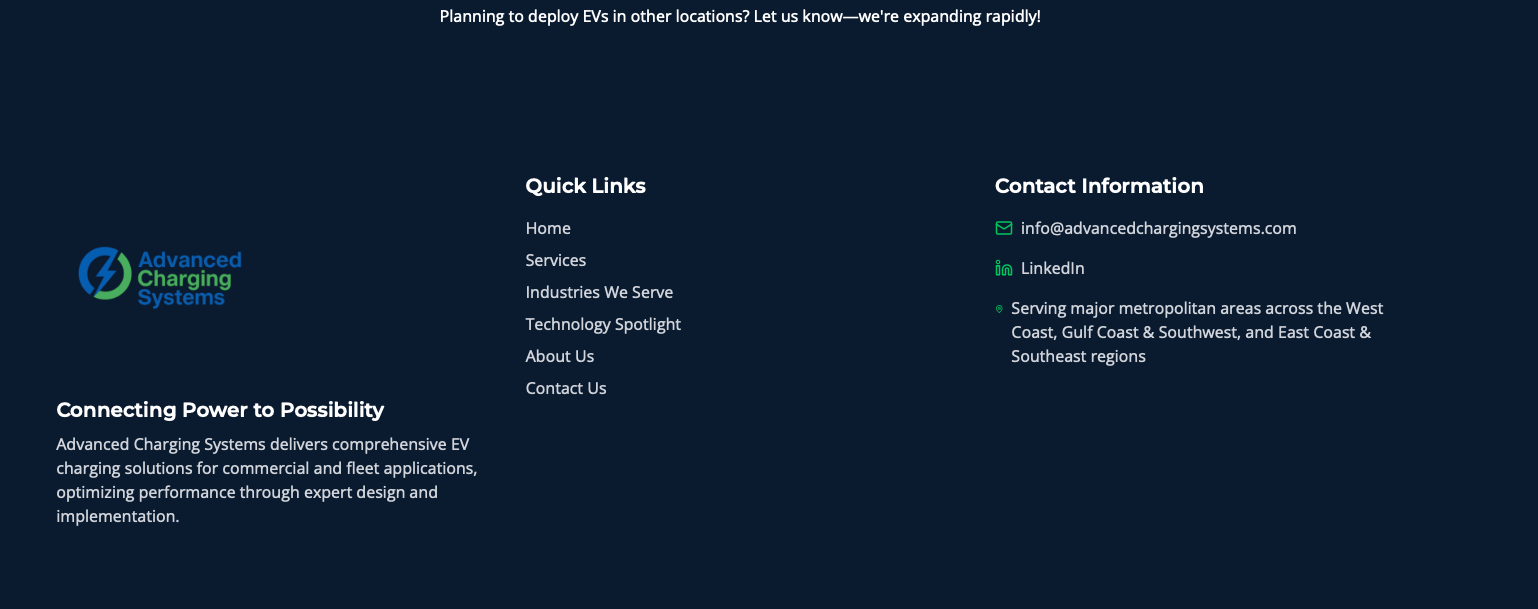 Planning to deploy EVs in other locations? Let us know—we're expanding rapidly!
Advanced
Charging
Systems
Connecting Power to Possibility
Advanced Charging Systems delivers comprehensive EV
charging solutions for commercial and fleet applications,
optimizing performance through expert design and
implementation.
Quick Links
Home
Services
Industries We Serve
Technology Spotlight
About Us
Contact Us
Contact Information
info@advancedchargingsystems.com
LinkedIn
Serving major metropolitan areas across the West
Coast, Gulf Coast & Southwest, and East Coast &
Southeast regions